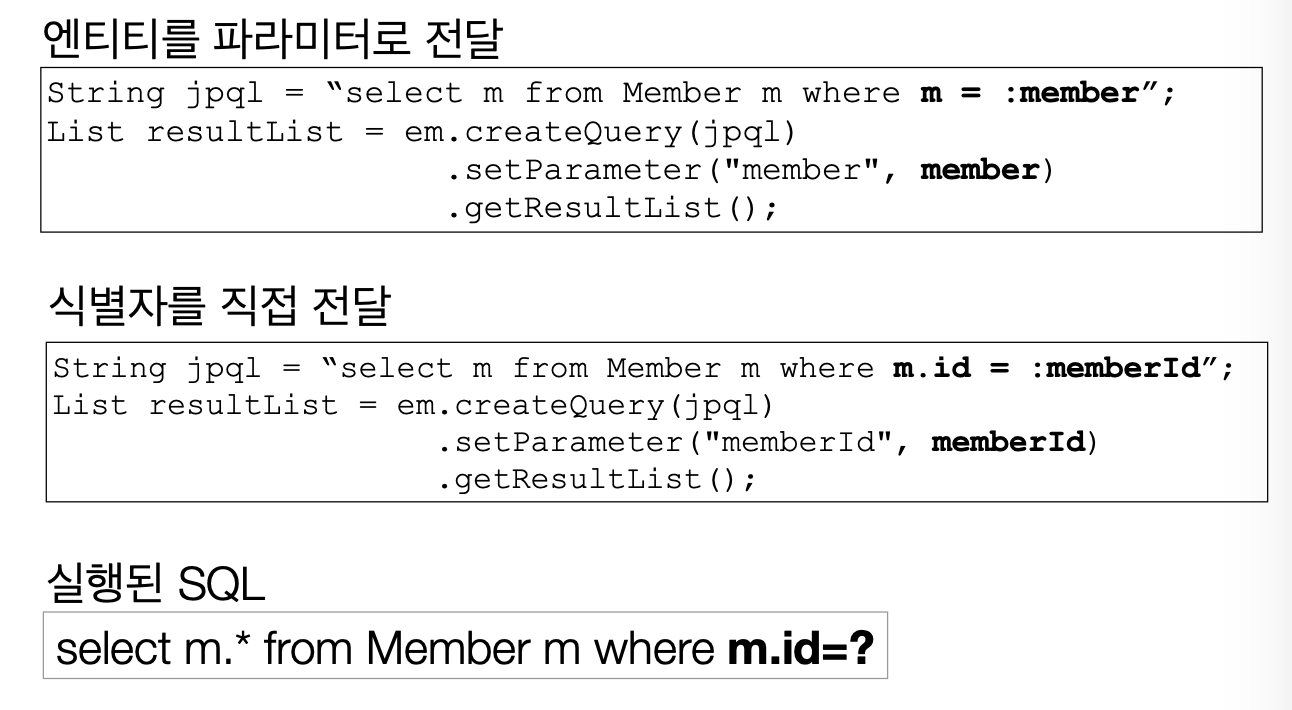 엔티티를 파라미터로 전달
String jpql = “select m from Member m where m = :member”;
List resultList = em.createQuery(jpql)
.setParameter("member", member)
.getResultList();
식별자를 직접 전달
String jpql = “select m from Member m where m.id = :memberId”;
List resultList = em.createQuery(jpql)
.setParameter("memberId", memberId)
.getResultList();
실행된 SQL
select m.* from Member m where m.id=?